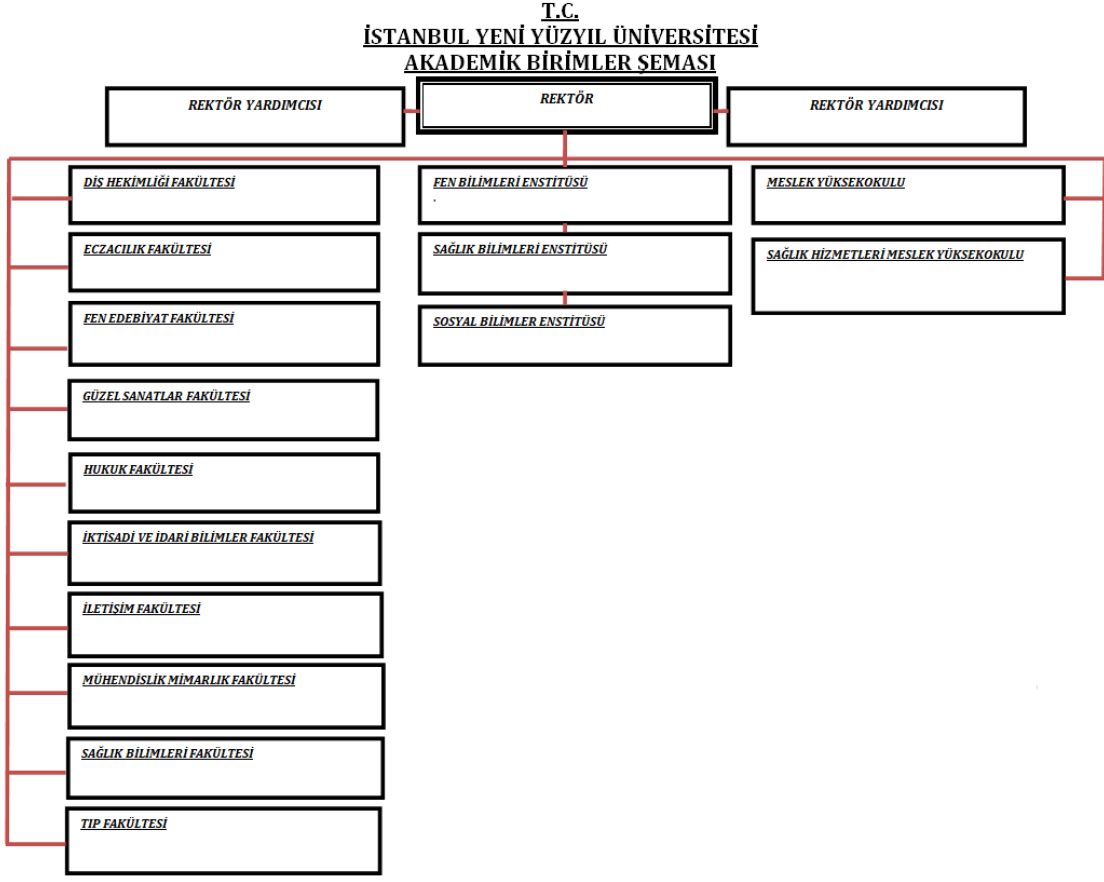 T.C.
İSTANBUL YENİ YÜZYIL ÜNİVERSİTESİ
AKADEMİK BİRİMLER ŞEMASI
REKTÖR YARDIMCISI
REKTÖR
REKTÖR YARDIMCISI
DİŞ HEKİMLİĞİ FAKÜLTESİ
ECZACILIK FAKÜLTESİ
FEN EDEBİYAT FAKÜLTESİ
GÜZEL SANATLAR FAKÜLTESİ
HUKUK FAKÜLTESİ
İKTİSADİ VE İDARİ BİLİMLER FAKÜLTESİ
İLETİŞİM FAKÜLTESİ
MÜHENDİSLİK MİMARLIK FAKÜLTESİ
SAĞLIK BİLİMLERİ FAKÜLTESİ
TIP FAKÜLTESİ
FEN BİLİMLERİ ENSTİTÜSÜ
.
SAĞLIK BİLİMLERİ ENSTİTÜSÜ
SOSYAL BİLİMLER ENSTİTÜSÜ
MESLEK YÜKSEKOKULU
SAĞLIK HİZMETLERİ MESLEK YÜKSEKOKULU